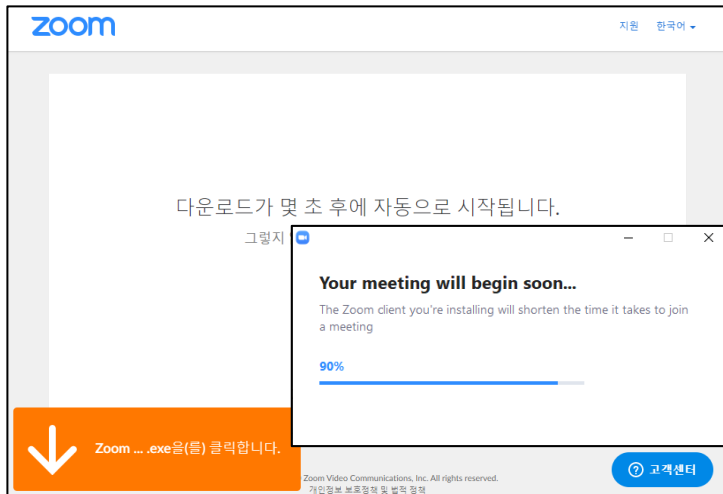 zoom
지원 한국어
다운로드가 몇 초 후에 자동으로 시작됩니다.
그렇지
Your meeting will begin soon...
The Zoom client you're installing will shorten the time it takes to join
a meeting
90%
Zoom ... .exe을(를) 클릭합니다.
Zoom Video Communications, Inc. All rights reserved.
개인정보 보호정책 및 법적 정책
고객센터